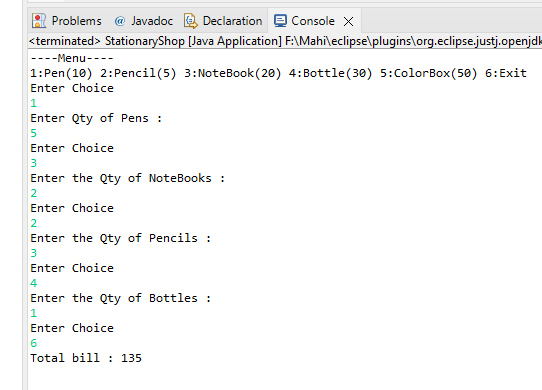 Problems @ Javadoc Declaration Console
<terminated> StationaryShop [Java Application] F:\Mahi\eclipse\plugins\org.eclipse.justj.openjdk
----Menu----
1:Pen(10) 2:Pencil(5) 3:NoteBook(20) 4:Bottle(30) 5:ColorBox(50) 6:Exit
Enter Choice
1
Enter Qty of Pens :
5
Enter Choice
3
Enter the Qty of NoteBooks :
2
Enter Choice
2
Enter the Qty of Pencils :
3
Enter Choice
4
Enter the Qty of Bottles :
1
Enter Choice
6
Total bill : 135